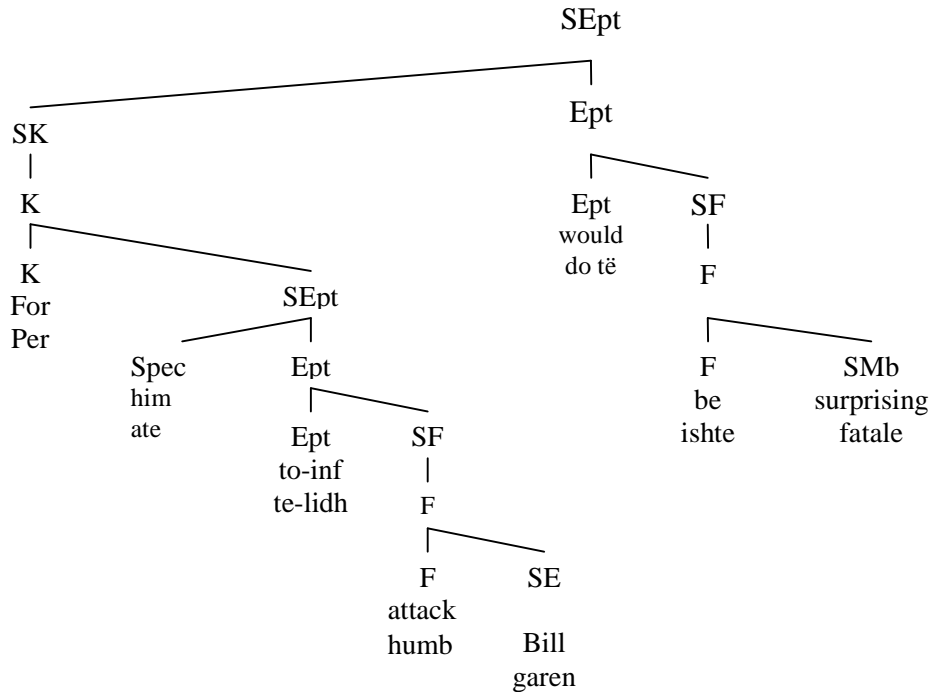 SEpt
SK Ept
K Ept SF
would
do të
K F
For SEpt
Per
Spec Ept F SMb
him be surprising
ate ishte fatale
Ept SF
to-inf
te-lidh
F
F SE
attack
humb Bill
garen